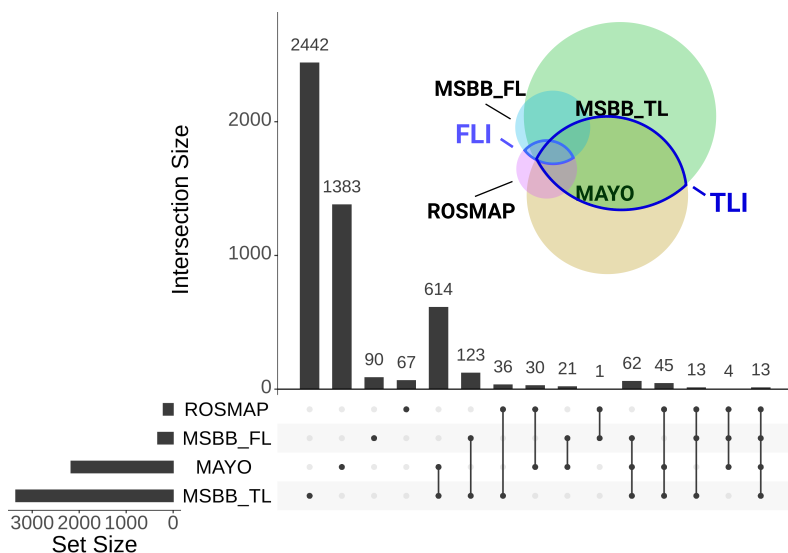 2442
MSBB_FL
MSBB_TL
2000
FLI
1383
MAYO
TLI
ROSMAP
Intersection Size
1000
614
90 67 123 36 30 21 1 62 45 13 4 13
0
ROSMAP
MSBB_FL
MAYO
MSBB_TL
3000 2000 1000 0
Set Size